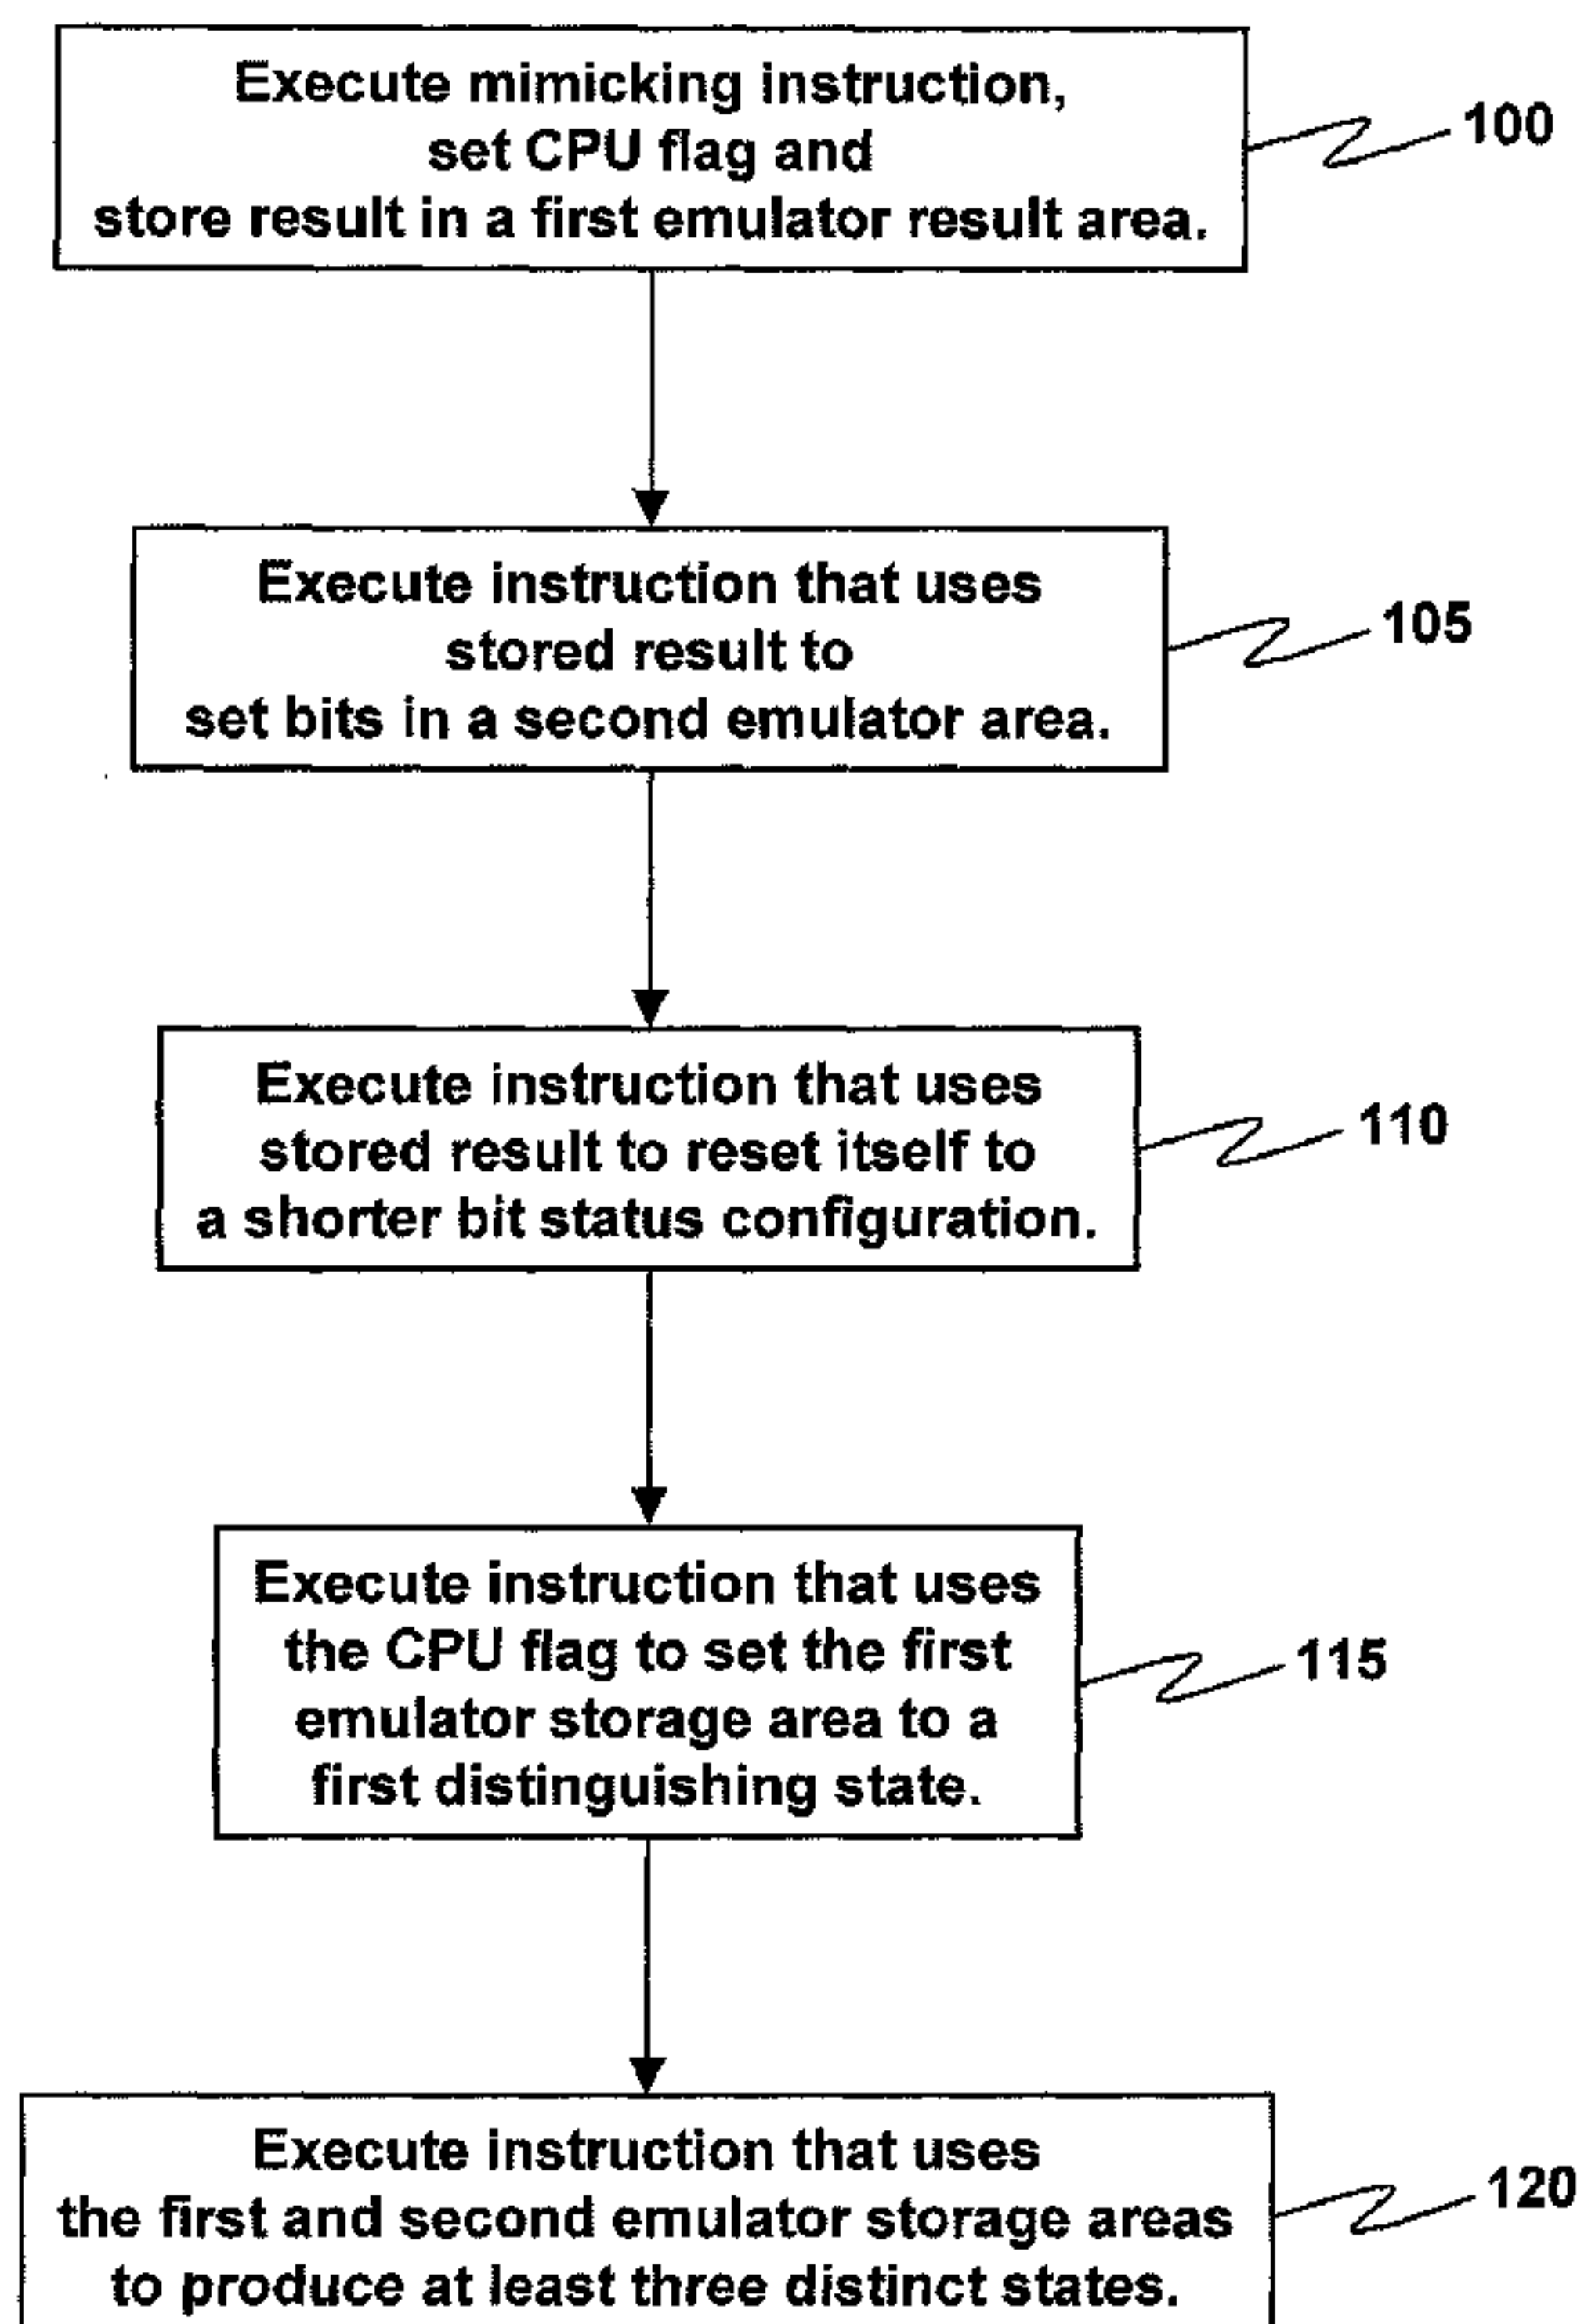 Execute mimicking instruction,
set CPU flag and
store result in a first emulator result area.
100
Execute instruction that uses
stored result to
set bits in a second emulator area.
105
Execute instruction that uses
stored result to reset itself to
a shorter bit status configuration.
110
Execute instruction that uses
the CPU flag to set the first
emulator storage area to a
first distinguishing state.
115
Execute instruction that uses
the first and second emulator storage areas
to produce at least three distinct states.
120